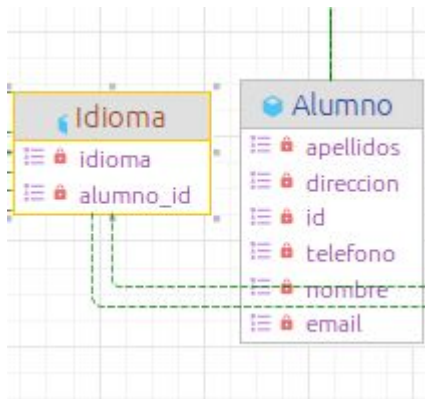 Idioma
idioma
alumno_id
Alumno
apellidos
direccion
id
telefono
nombre
email